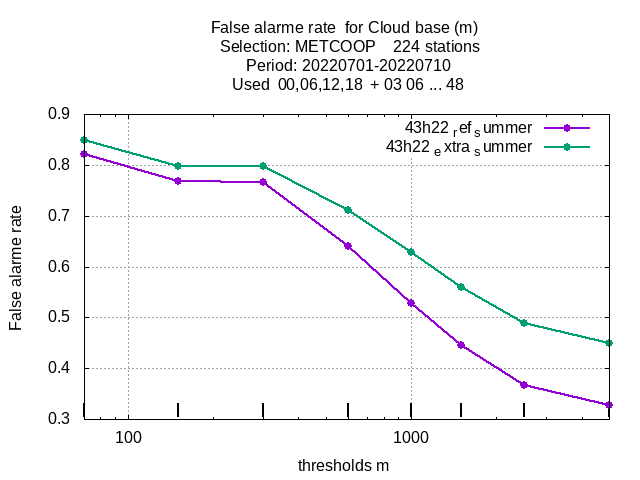 False alarme rate  for Cloud base (m)
Selection: METCOOP    224 stations
Period: 20220701-20220710
Used  00,06,12,18  + 03 06 ... 48
0.9
43h22 ref summer
43h22 extra summer
0.8
0.7
0.6
0.5
0.4
0.3
False alarme rate
100
1000
thresholds m